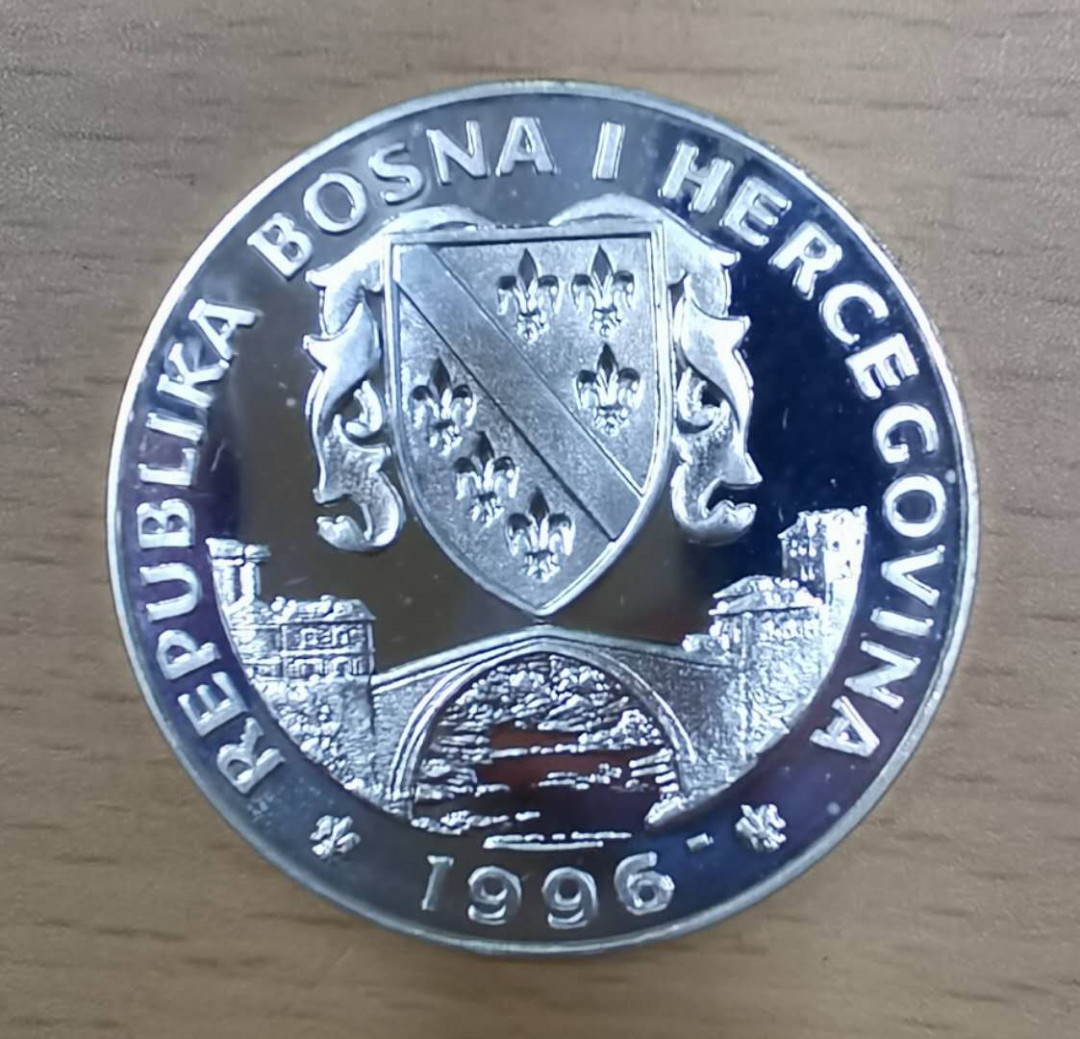 REPUBLIKA BOSNA I HERCEGOVINA
1996